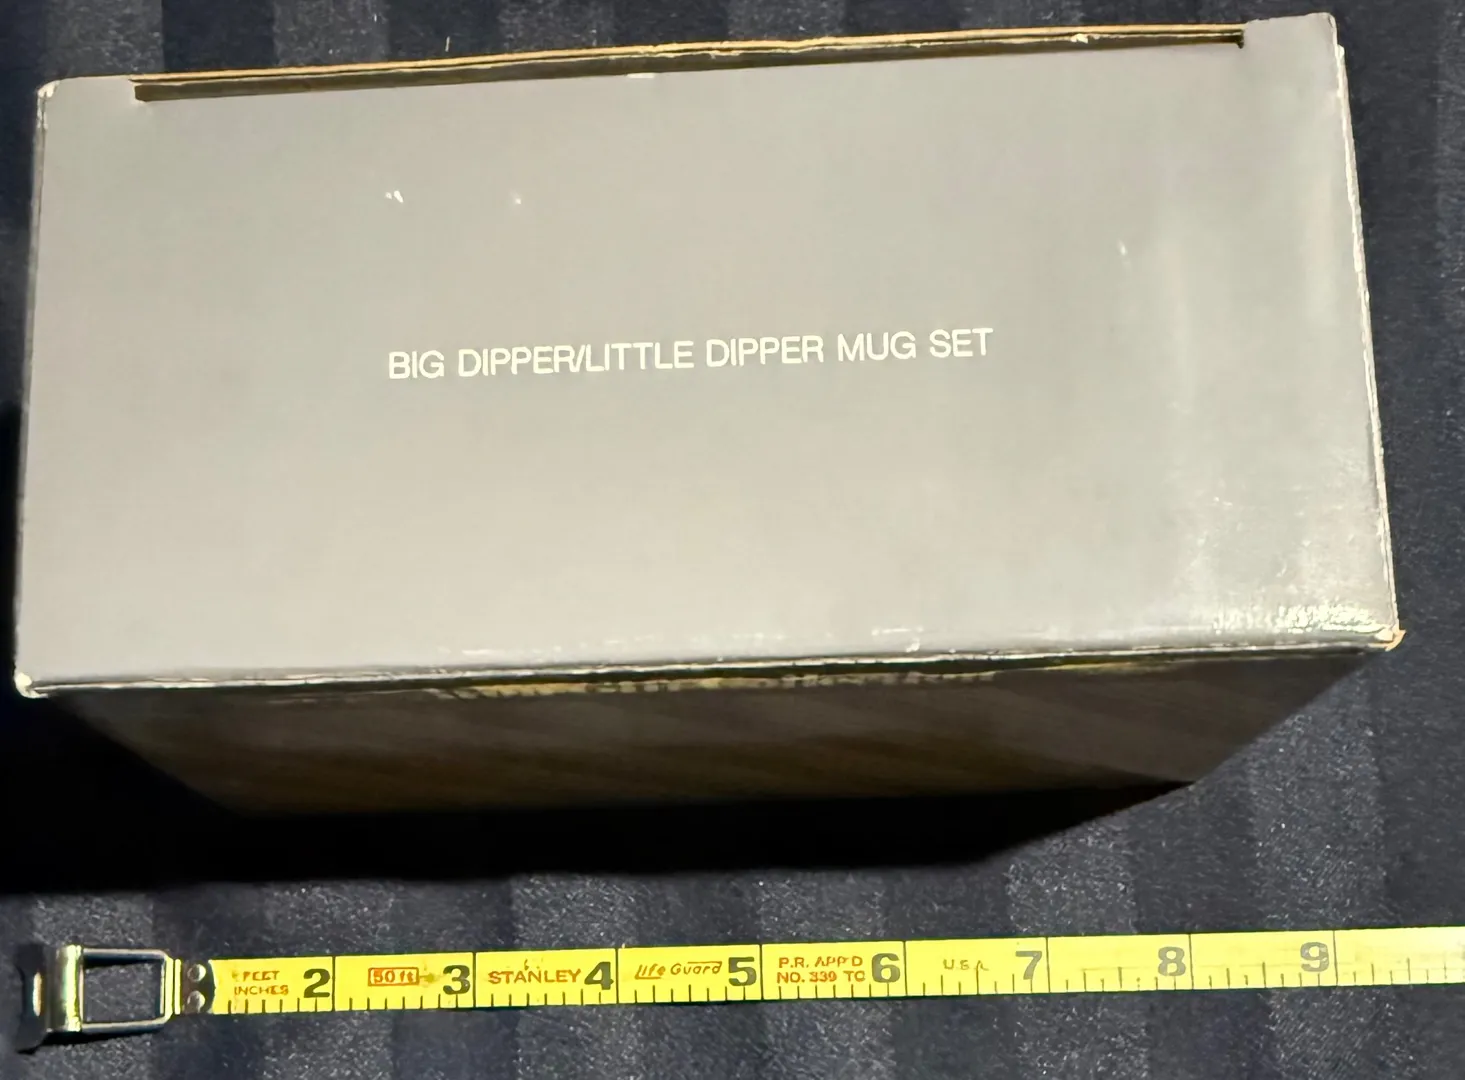 BIG DIPPER/LITTLE DIPPER MUG SET
FEET
INCHES 2 50 ft 3 STANLEY 4 Life Guard 5 P.R. APP'D
NO. 339 TC 6 U.S.A. 7 8 9